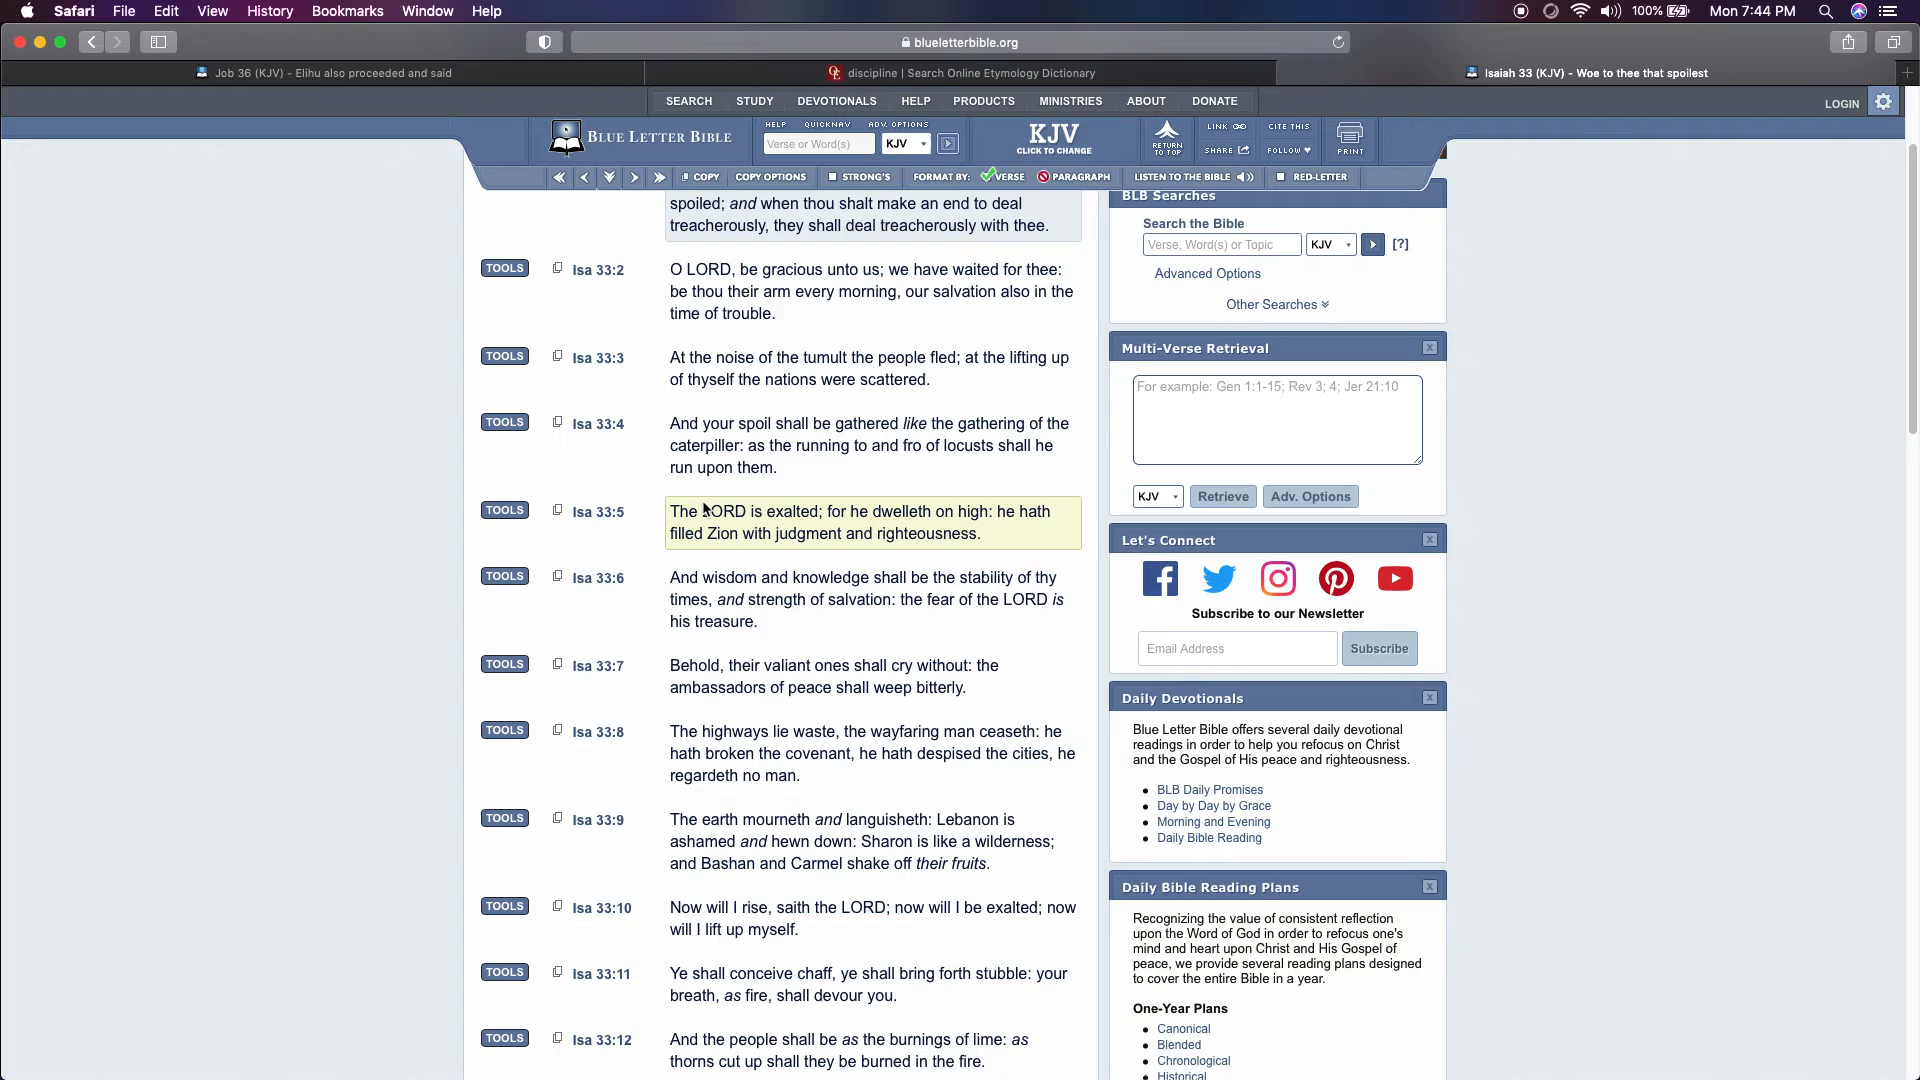 Safari File Edit View History Bookmarks Window Help 100% Mon 7:44 PM
blueletterbible.org
Job 36 (KJV) - Elihu also proceeded and said
discipline | Search Online Etymology Dictionary
Isaiah 33 (KJV) - Woe to thee that spoilest
SEARCH STUDY DEVOTIONALS HELP PRODUCTS MINISTRIES ABOUT DONATE
LOGIN
BLUE LETTER BIBLE
HELP QUICKNAV ADV. OPTIONS
Verse or Word(s) KJV
KJV
CLICK TO CHANGE
RETURN
TO TOP
LINK CITE THIS
SHARE FOLLOW
PRINT
COPY COPY OPTIONS STRONG'S FORMAT BY: VERSE PARAGRAPH LISTEN TO THE BIBLE RED-LETTER
spoiled; and when thou shalt make an end to deal
treacherously, they shall deal treacherously with thee.
TOOLS Isa 33:2 O LORD, be gracious unto us; we have waited for thee:
be thou their arm every morning, our salvation also in the
time of trouble.
TOOLS Isa 33:3 At the noise of the tumult the people fled; at the lifting up
of thyself the nations were scattered.
TOOLS Isa 33:4 And your spoil shall be gathered like the gathering of the
caterpiller: as the running to and fro of locusts shall he
run upon them.
TOOLS Isa 33:5 The LORD is exalted; for he dwelleth on high: he hath
filled Zion with judgment and righteousness.
TOOLS Isa 33:6 And wisdom and knowledge shall be the stability of thy
times, and strength of salvation: the fear of the LORD is
his treasure.
TOOLS Isa 33:7 Behold, their valiant ones shall cry without: the
ambassadors of peace shall weep bitterly.
TOOLS Isa 33:8 The highways lie waste, the wayfaring man ceaseth: he
hath broken the covenant, he hath despised the cities, he
regardeth no man.
TOOLS Isa 33:9 The earth mourneth and languisheth: Lebanon is
ashamed and hewn down: Sharon is like a wilderness;
and Bashan and Carmel shake off their fruits.
TOOLS Isa 33:10 Now will I rise, saith the LORD; now will I be exalted; now
will I lift up myself.
TOOLS Isa 33:11 Ye shall conceive chaff, ye shall bring forth stubble: your
breath, as fire, shall devour you.
TOOLS Isa 33:12 And the people shall be as the burnings of lime: as
thorns cut up shall they be burned in the fire.
BLB Searches
Search the Bible
Verse, Word(s) or Topic KJV [?]
Advanced Options
Other Searches
Multi-Verse Retrieval
For example: Gen 1:1-15; Rev 3; 4; Jer 21:10
KJV Retrieve Adv. Options
Let's Connect
Subscribe to our Newsletter
Email Address Subscribe
Daily Devotionals
Blue Letter Bible offers several daily devotional
readings in order to help you refocus on Christ
and the Gospel of His peace and righteousness.
BLB Daily Promises
Day by Day by Grace
Morning and Evening
Daily Bible Reading
Daily Bible Reading Plans
Recognizing the value of consistent reflection
upon the Word of God in order to refocus one's
mind and heart upon Christ and His Gospel of
peace, we provide several reading plans designed
to cover the entire Bible in a year.
One-Year Plans
Canonical
Blended
Chronological
Historical